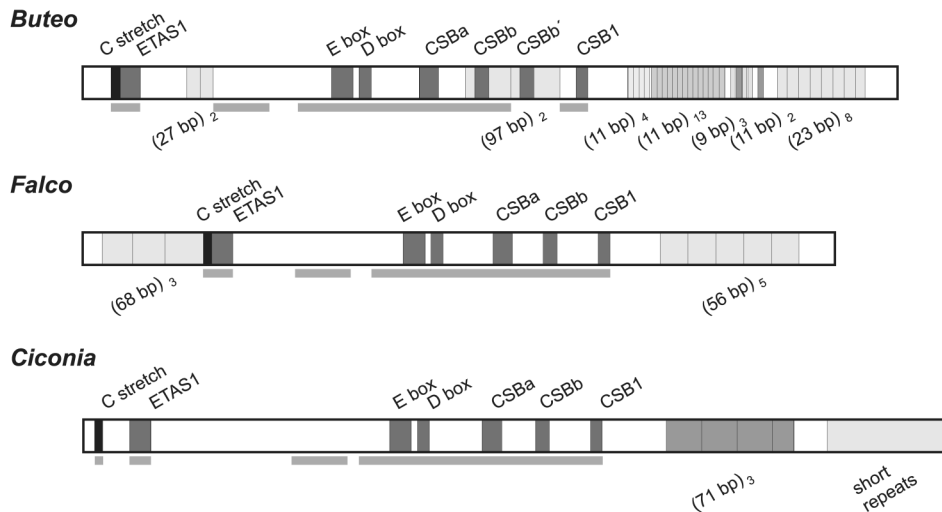 Buteo
C stretch ETAS1 E box D box CSBa CSBb CSBb´ CSB1
(27 bp) 2 (97 bp) 2 (11 bp) 4 (11 bp) 13 (9 bp) 3 (11 bp) 2 (23 bp) 8
Falco
C stretch ETAS1 E box D box CSBa CSBb CSB1
(68 bp) 3 (56 bp) 5
Ciconia
C stretch ETAS1 E box D box CSBa CSBb CSB1
(71 bp) 3 short
repeats